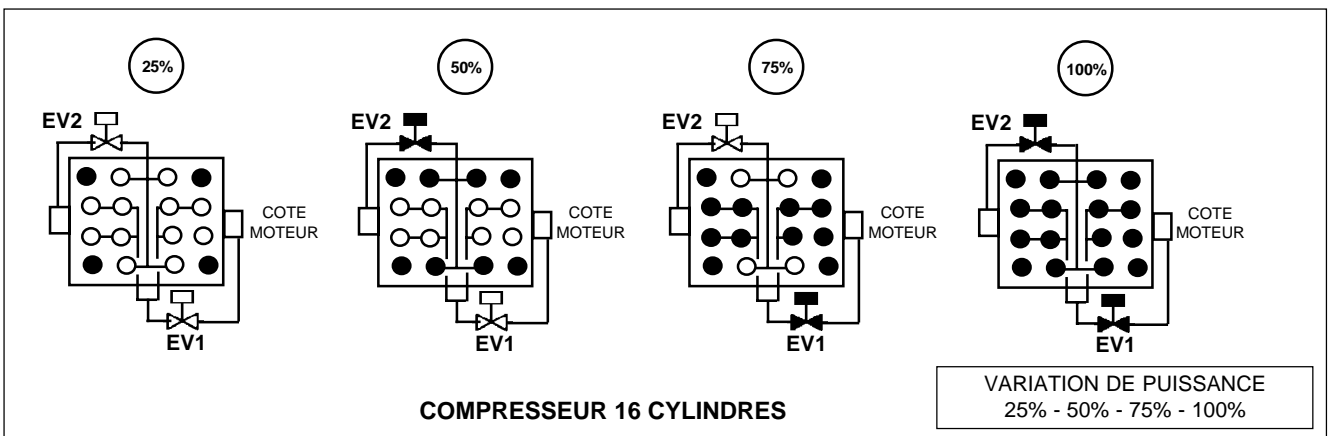 25%
50%
75%
100%
EV2
EV2
EV2
EV2
COTE
MOTEUR
COTE
MOTEUR
COTE
MOTEUR
COTE
MOTEUR
EV1
EV1
EV1
EV1
COMPRESSEUR 16 CYLINDRES
VARIATION DE PUISSANCE
25% - 50% - 75% - 100%